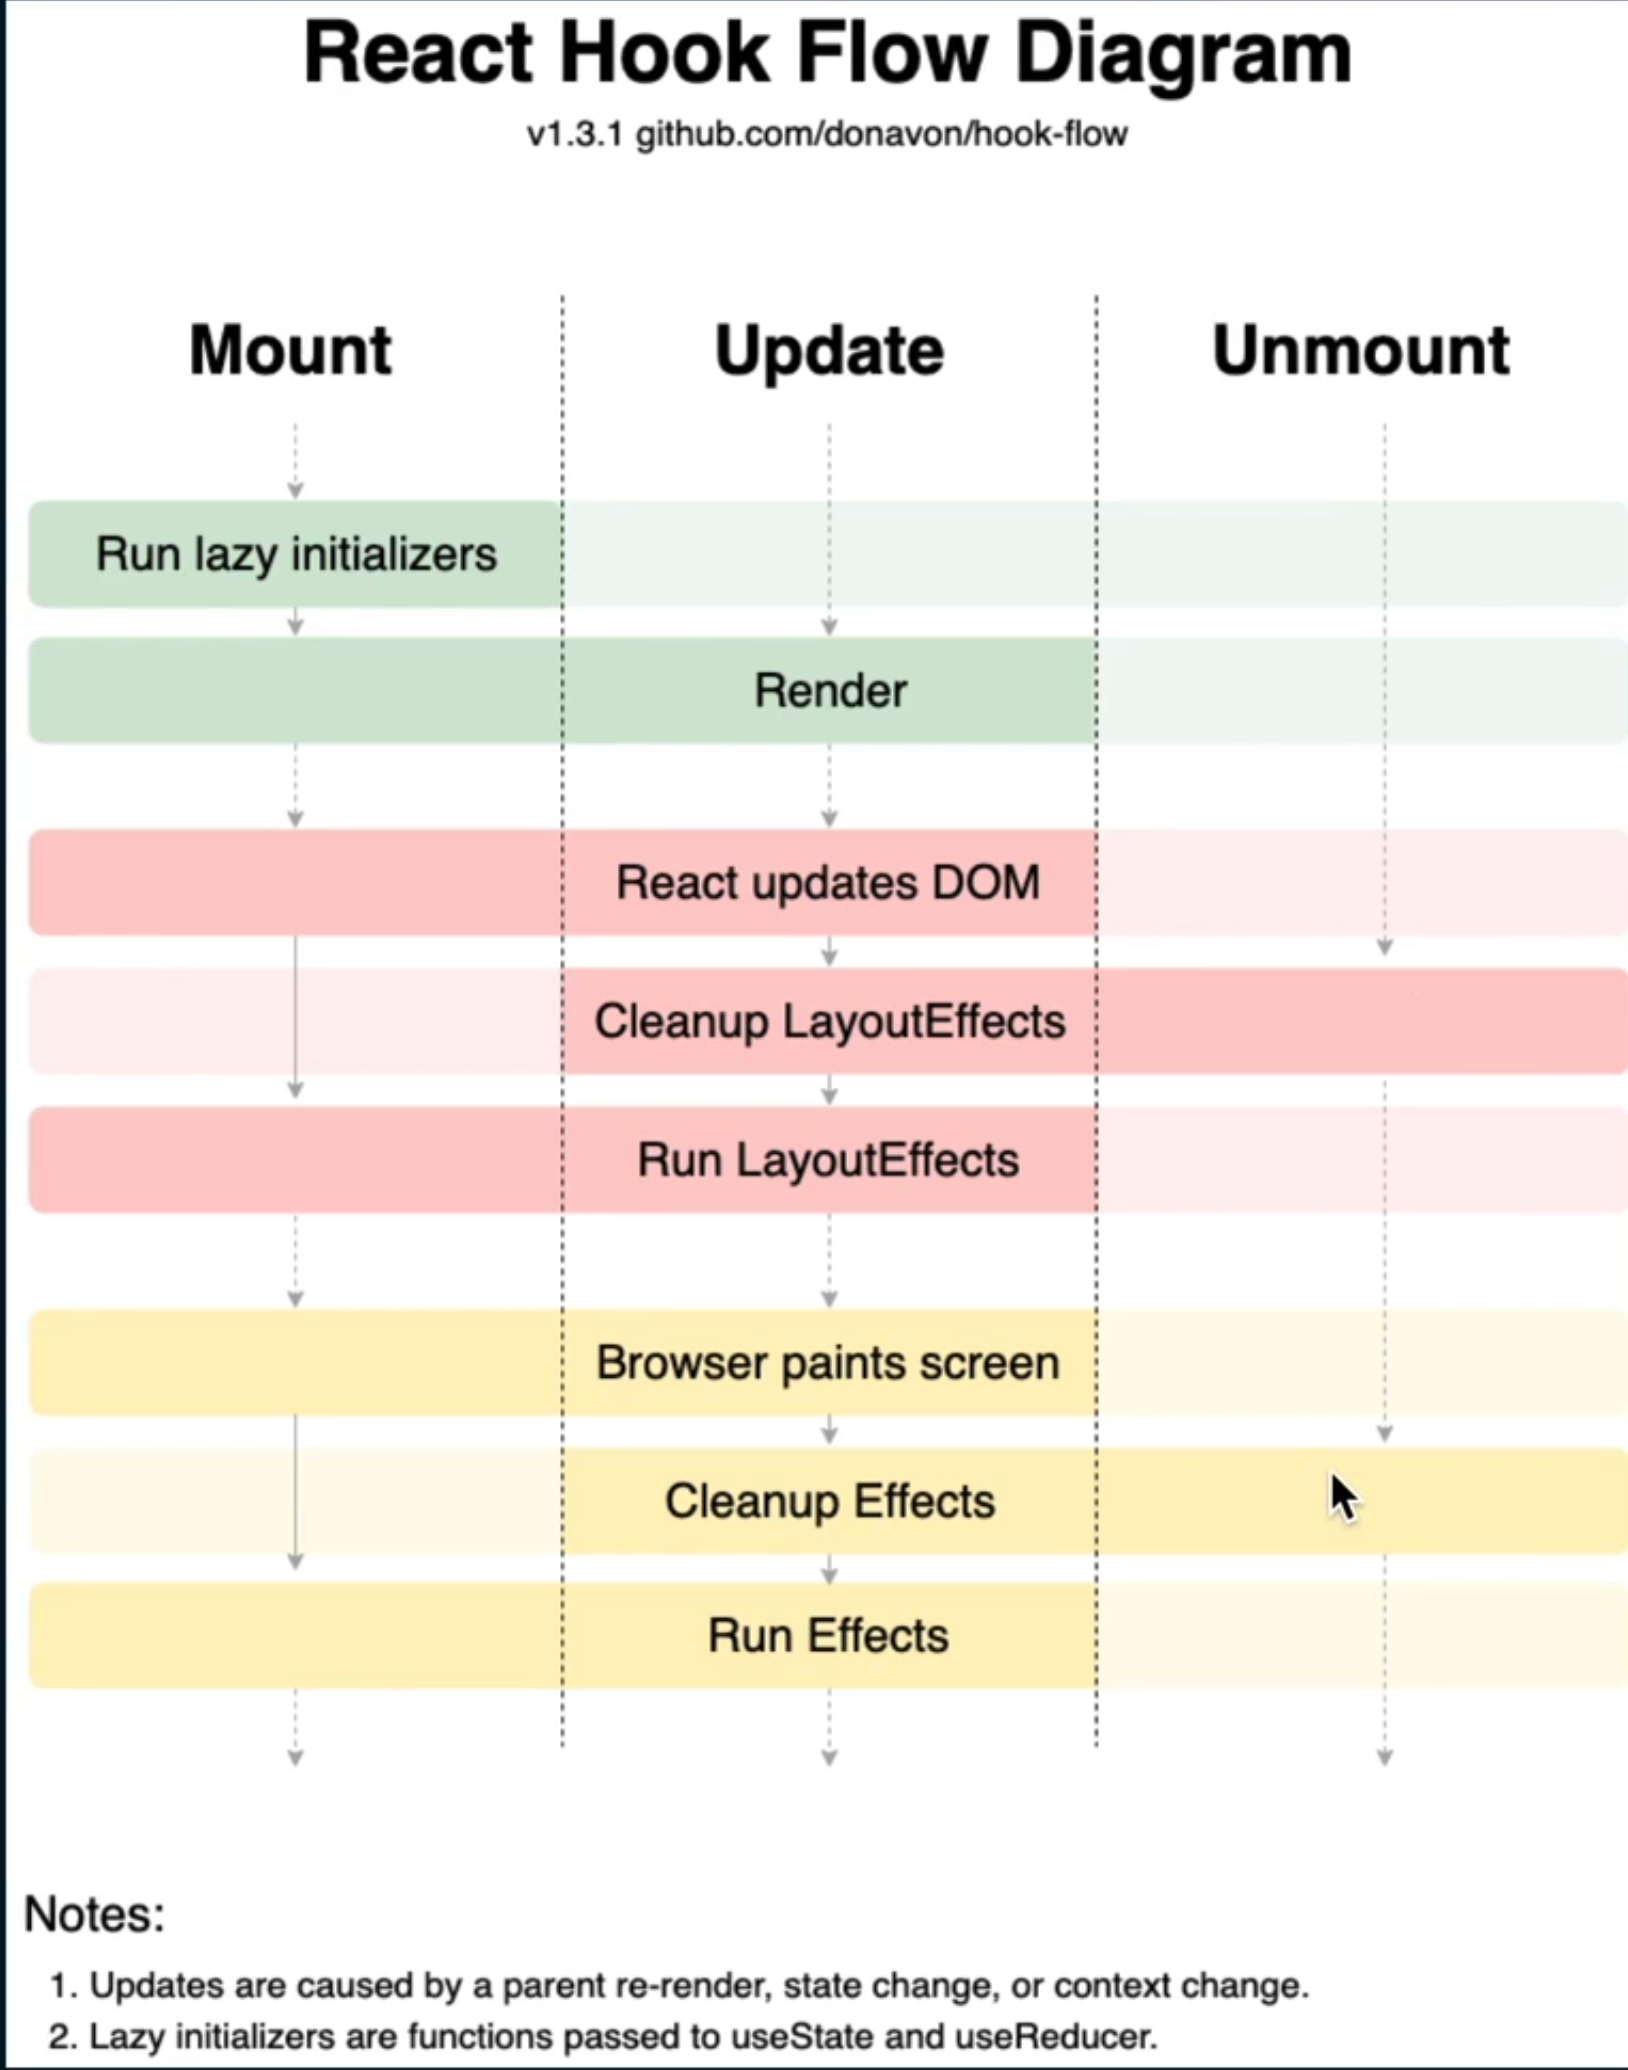 React Hook Flow Diagram
v1.3.1 github.com/donavon/hook-flow
Mount Update Unmount
Run lazy initializers
Render
React updates DOM
Cleanup LayoutEffects
Run LayoutEffects
Browser paints screen
Cleanup Effects
Run Effects
Notes:
1. Updates are caused by a parent re-render, state change, or context change.
2. Lazy initializers are functions passed to useState and useReducer.